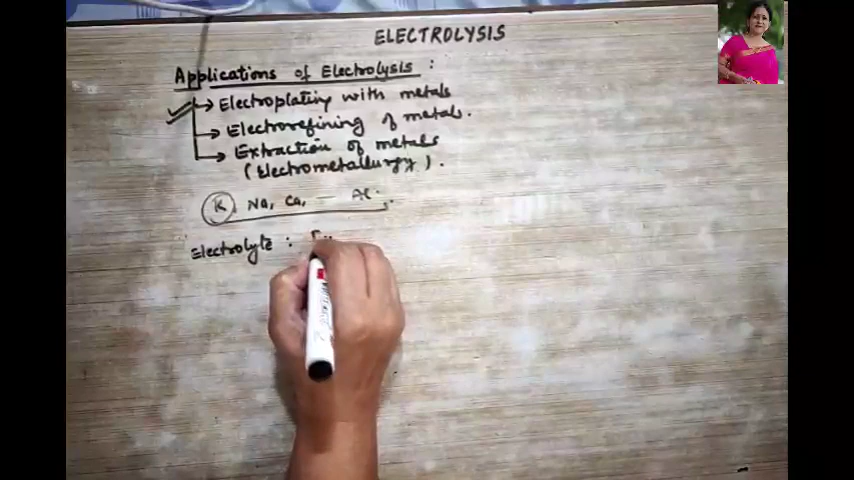 ELECTROLYSIS
Applications of Electrolysis :
→ Electroplating with metals
→ Electrorefining of metals.
→ Extraction of metals
(Electrometallurgy).
K, Na, Ca, — Al.
Electrolyte :